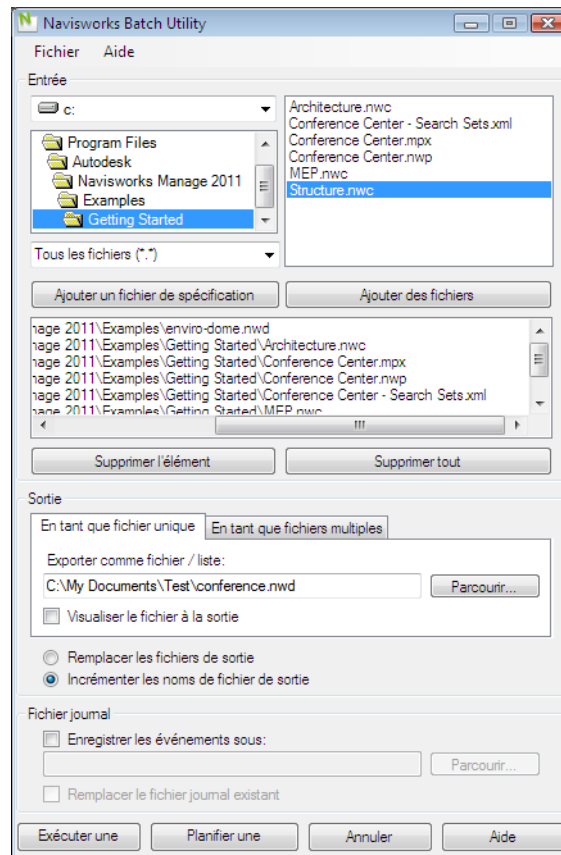 Navisworks Batch Utility
Fichier Aide
Entrée
c:
Program Files
Autodesk
Navisworks Manage 2011
Examples
Getting Started
Tous les fichiers (*.*)
Architecture.nwc
Conference Center - Search Sets.xml
Conference Center.mpx
Conference Center.nwp
MEP.nwc
Structure.nwc
Ajouter un fichier de spécification
Ajouter des fichiers
nage 2011\Examples\enviro-dome.nwd
nage 2011\Examples\Getting Started\Architecture.nwc
nage 2011\Examples\Getting Started\Conference Center.mpx
nage 2011\Examples\Getting Started\Conference Center.nwp
nage 2011\Examples\Getting Started\Conference Center - Search Sets.xml
nage 2011\Examples\Getting Started\MEP.nwc
Supprimer l'élément
Supprimer tout
Sortie
En tant que fichier unique
En tant que fichiers multiples
Exporter comme fichier / liste:
C:\My Documents\Test\conference.nwd
Parcourir...
Visualiser le fichier à la sortie
Remplacer les fichiers de sortie
Incrémenter les noms de fichier de sortie
Fichier journal
Enregistrer les événements sous:
Parcourir...
Remplacer le fichier journal existant
Exécuter une
Planifier une
Annuler
Aide